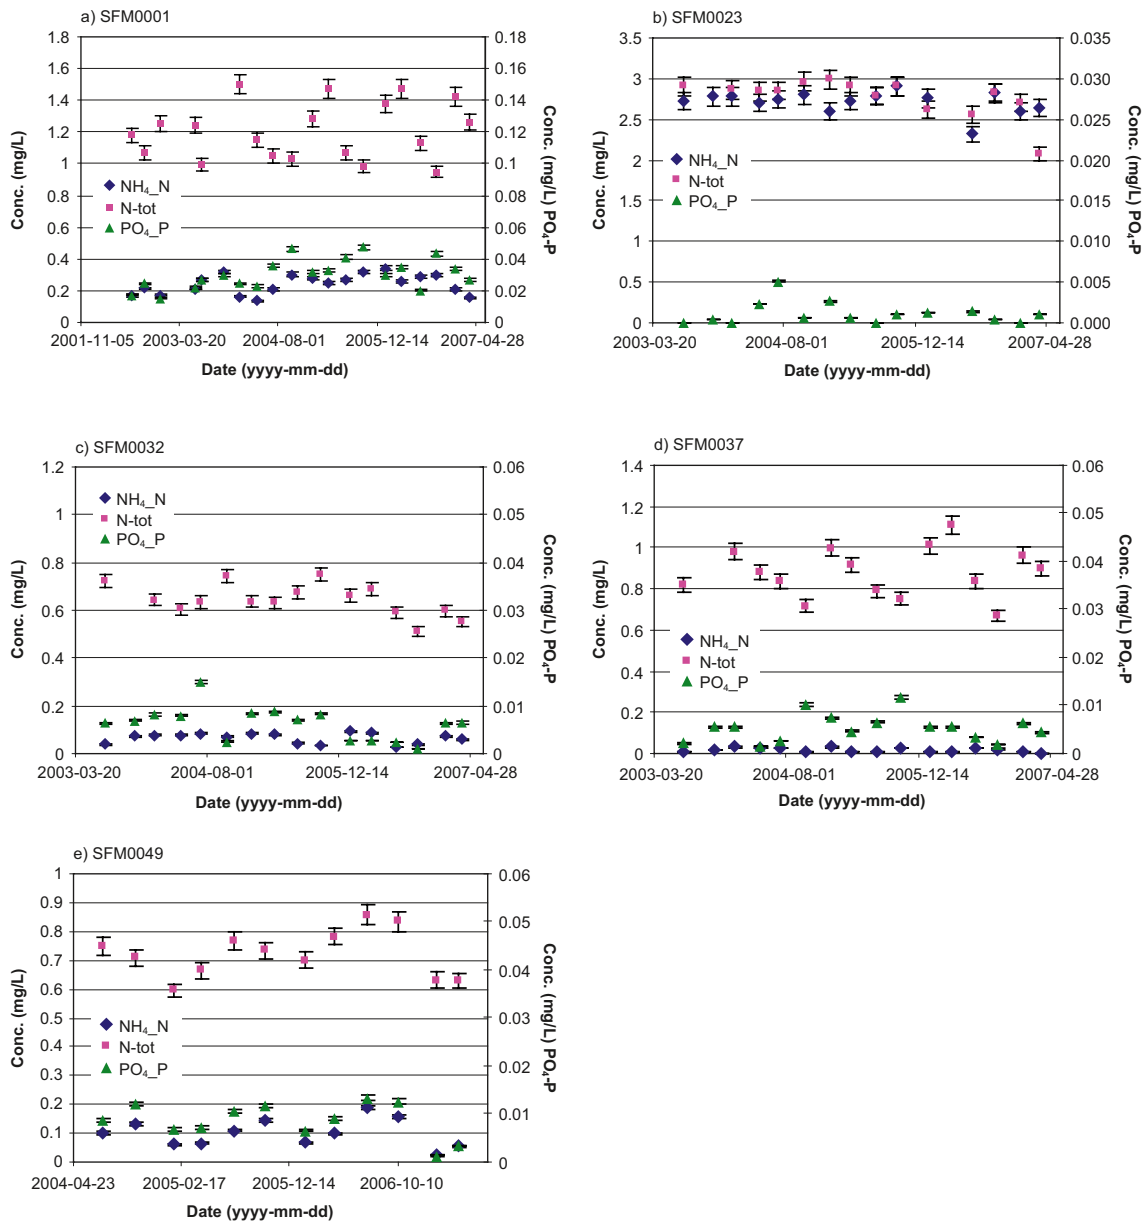 a) SFM0001
1.8
1.6
1.4
1.2
1
0.8
0.6
0.4
0.2
0
Conc. (mg/L)
0.18
0.16
0.14
0.12
0.1
0.08
0.06
0.04
0.02
0
Conc. (mg/L) PO₄-P
NH₄_N
N-tot
PO₄_P
2001-11-05 2003-03-20 2004-08-01 2005-12-14 2007-04-28
Date (yyyy-mm-dd)
b) SFM0023
3.5
3
2.5
2
1.5
1
0.5
0
Conc. (mg/L)
0.035
0.030
0.025
0.020
0.015
0.010
0.005
0.000
Conc. (mg/L) PO₄-P
NH₄_N
N-tot
PO₄_P
2003-03-20 2004-08-01 2005-12-14 2007-04-28
Date (yyyy-mm-dd)
c) SFM0032
1.2
1
0.8
0.6
0.4
0.2
0
Conc. (mg/L)
0.06
0.05
0.04
0.03
0.02
0.01
0
Conc. (mg/L) PO₄-P
NH₄_N
N-tot
PO₄_P
2003-03-20 2004-08-01 2005-12-14 2007-04-28
Date (yyyy-mm-dd)
d) SFM0037
1.4
1.2
1
0.8
0.6
0.4
0.2
0
Conc. (mg/L)
0.06
0.05
0.04
0.03
0.02
0.01
0
Conc. (mg/L) PO₄-P
NH₄_N
N-tot
PO₄_P
2003-03-20 2004-08-01 2005-12-14 2007-04-28
Date (yyyy-mm-dd)
e) SFM0049
1
0.9
0.8
0.7
0.6
0.5
0.4
0.3
0.2
0.1
0
Conc. (mg/L)
0.06
0.05
0.04
0.03
0.02
0.01
0
Conc. (mg/L) PO₄-P
NH₄_N
N-tot
PO₄_P
2004-04-23 2005-02-17 2005-12-14 2006-10-10
Date (yyyy-mm-dd)